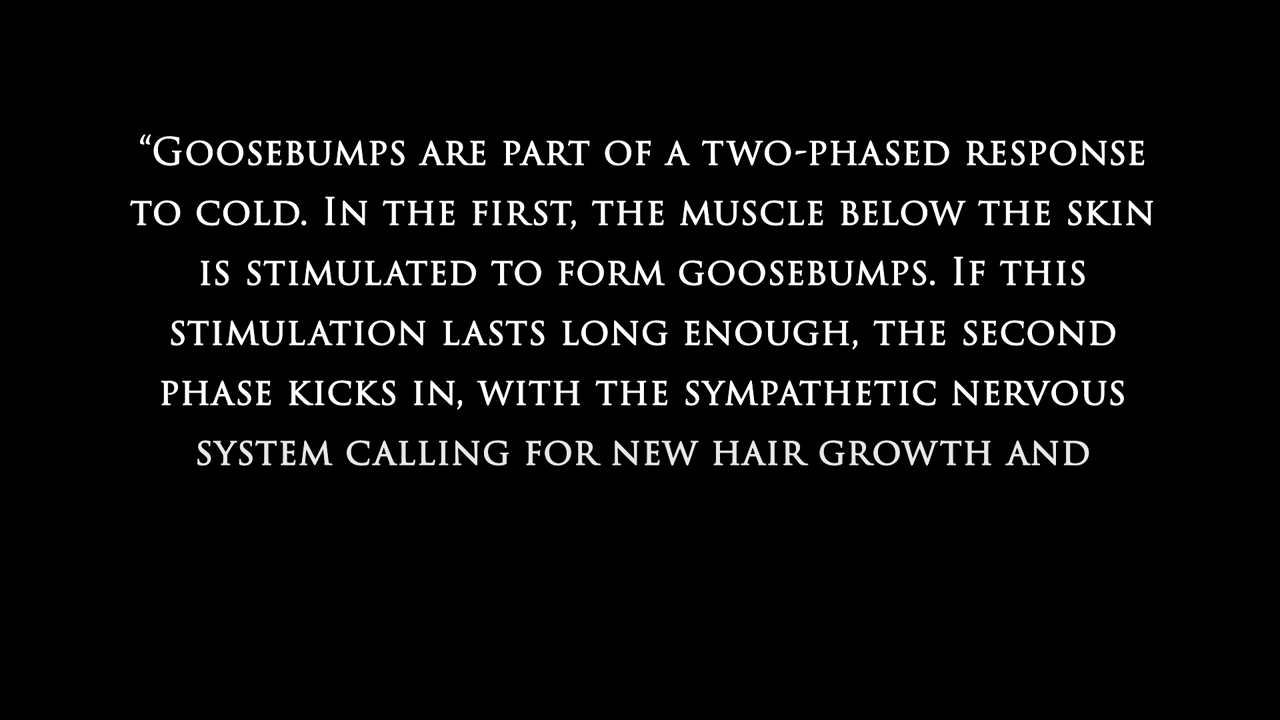 “Goosebumps are part of a two-phased response
to cold. In the first, the muscle below the skin
is stimulated to form goosebumps. If this
stimulation lasts long enough, the second
phase kicks in, with the sympathetic nervous
system calling for new hair growth and